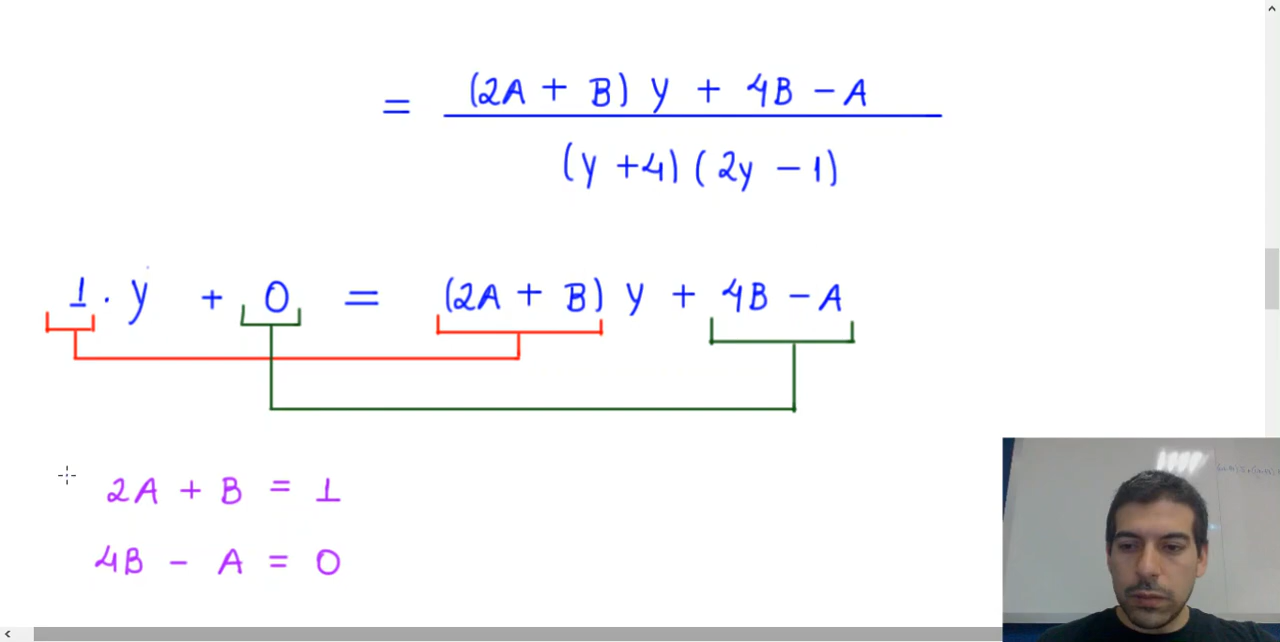 = (2A + B) y + 4B - A
(y + 4) (2y - 1)
1 . y + 0 = (2A + B) y + 4B - A
2A + B = 1
4B - A = 0